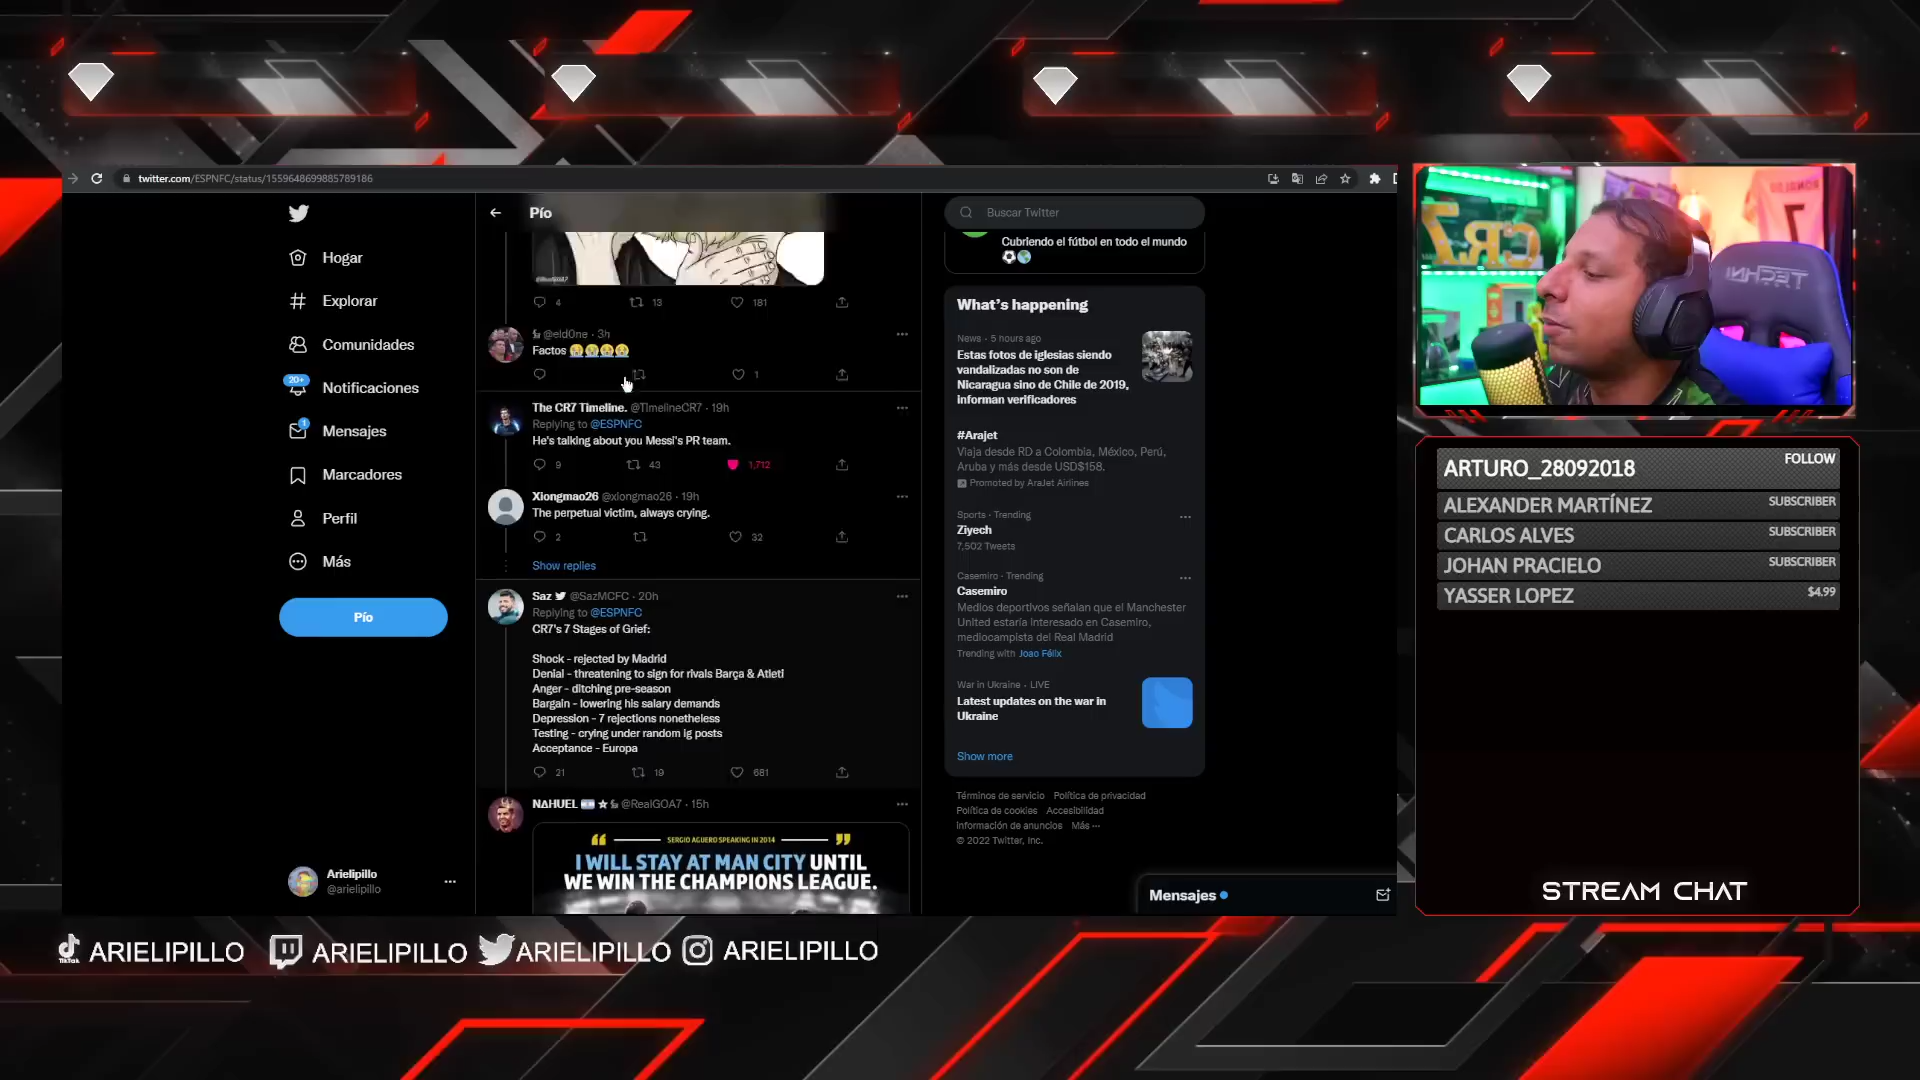 twitter.com/ESPNFC/status/1559648699885789186
Hogar
Explorar
Comunidades
20+
Notificaciones
1
Mensajes
Marcadores
Perfil
Más
Pío
Arielipillo
@arielipillo
Pío
4 13 181
@eld0ne · 3h
Factos 😭😭😭😭
1
The CR7 Timeline. @TimelineCR7 · 19h
Replying to @ESPNFC
He's talking about you Messi's PR team.
9 43 1,712
Xiongmao26 @xiongmao26 · 19h
The perpetual victim, always crying.
2 32
Show replies
Saz @SazMCFC · 20h
Replying to @ESPNFC
CR7's 7 Stages of Grief:
Shock - rejected by Madrid
Denial - threatening to sign for rivals Barça & Atleti
Anger - ditching pre-season
Bargain - lowering his salary demands
Depression - 7 rejections nonetheless
Testing - crying under random ig posts
Acceptance - Europa
21 19 681
NAHUEL @RealGOA7 · 15h
SERGIO AGUERO SPEAKING IN 2014
I WILL STAY AT MAN CITY UNTIL
WE WIN THE CHAMPIONS LEAGUE.
Buscar Twitter
Cubriendo el fútbol en todo el mundo
⚽🌎
What's happening
News · 5 hours ago
Estas fotos de iglesias siendo
vandalizadas no son de
Nicaragua sino de Chile de 2019,
informan verificadores
#Arajet
Viaja desde RD a Colombia, México, Perú,
Aruba y más desde USD$158.
Promoted by AraJet Airlines
Sports · Trending
Ziyech
7,502 Tweets
Casemiro · Trending
Casemiro
Medios deportivos señalan que el Manchester
United estaría interesado en Casemiro,
mediocampista del Real Madrid
Trending with Joao Félix
War in Ukraine · LIVE
Latest updates on the war in
Ukraine
Show more
Términos de servicio Política de privacidad
Política de cookies Accesibilidad
Información de anuncios Más ···
© 2022 Twitter, Inc.
Mensajes
CR7
RONALDO
7
TECHNI
ARTURO_28092018 FOLLOW
ALEXANDER MARTÍNEZ SUBSCRIBER
CARLOS ALVES SUBSCRIBER
JOHAN PRACIELO SUBSCRIBER
YASSER LOPEZ $4.99
STREAM CHAT
TikTok ARIELIPILLO ARIELIPILLO ARIELIPILLO ARIELIPILLO